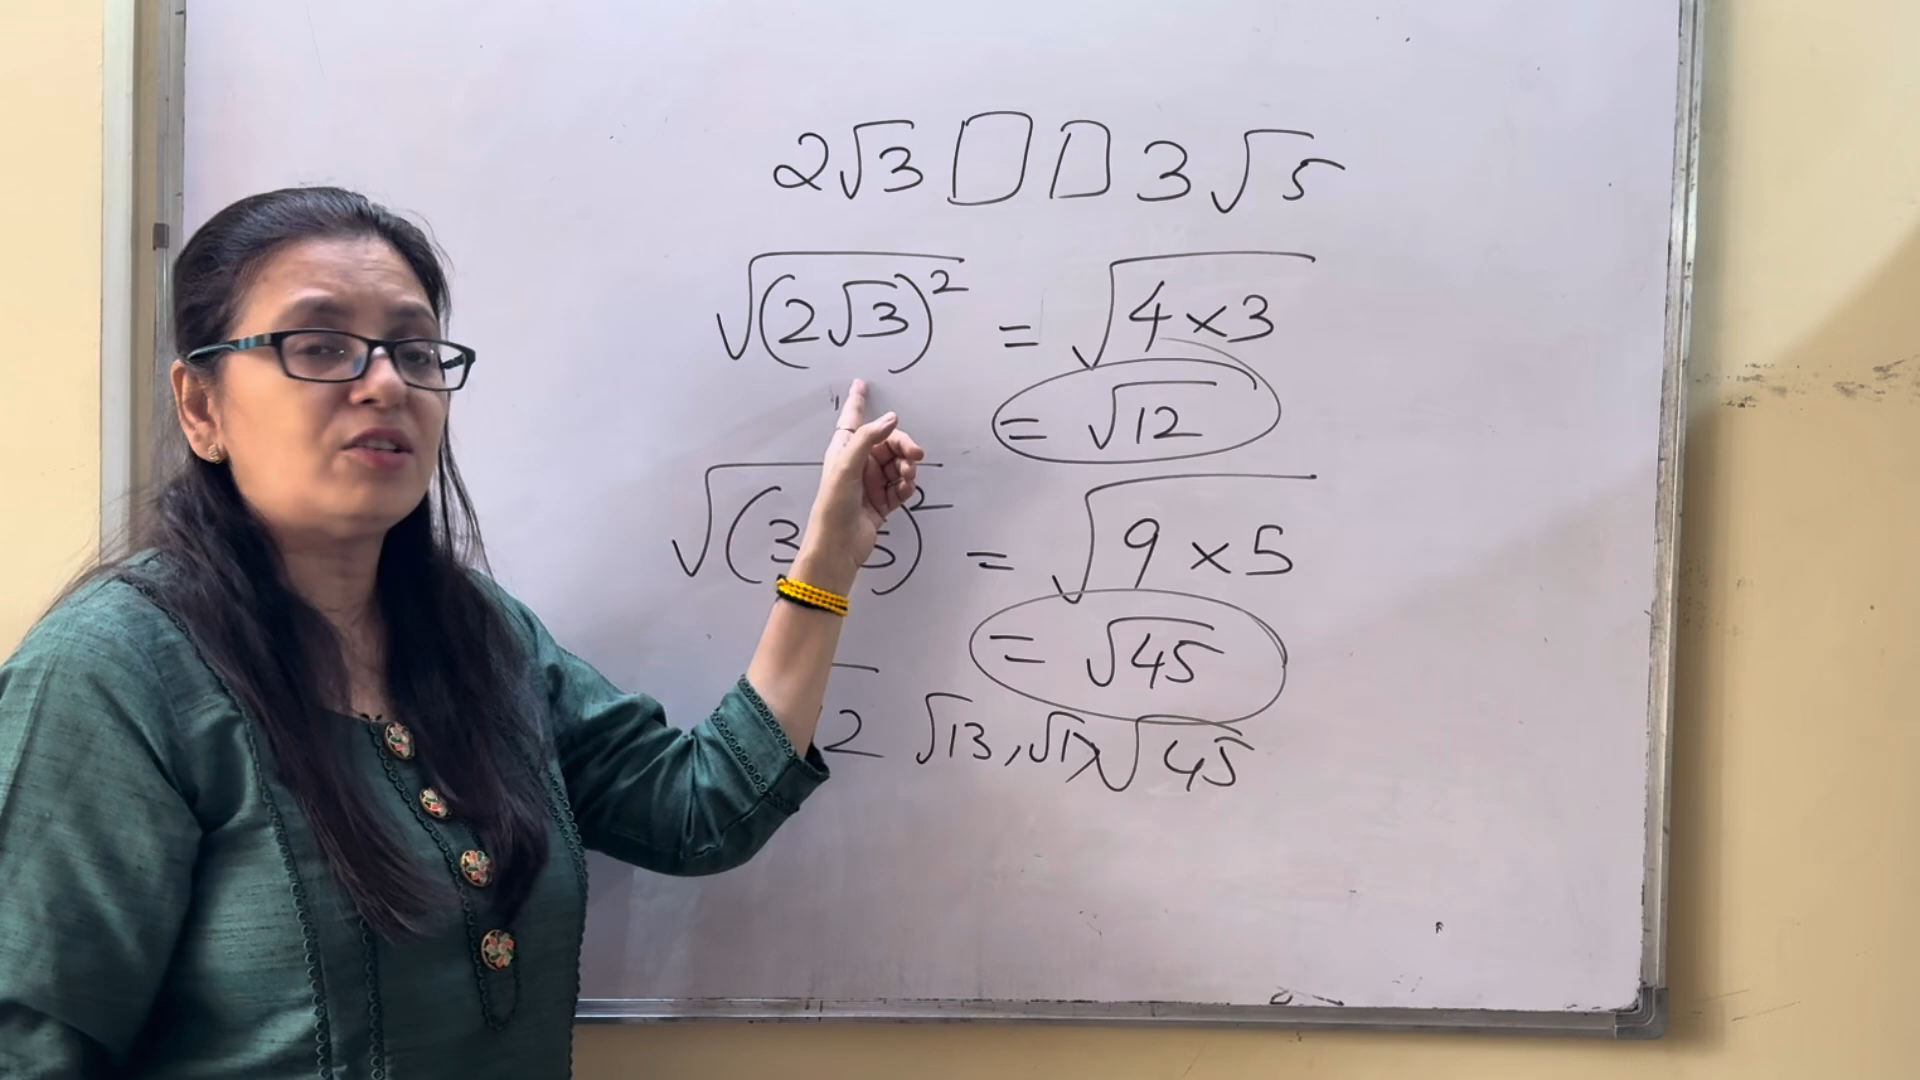 2√3 □ □ 3√5
√(2√3)² = √4×3
= √12
√(3 5)² = √9×5
= √45
2 √13, √17, √45